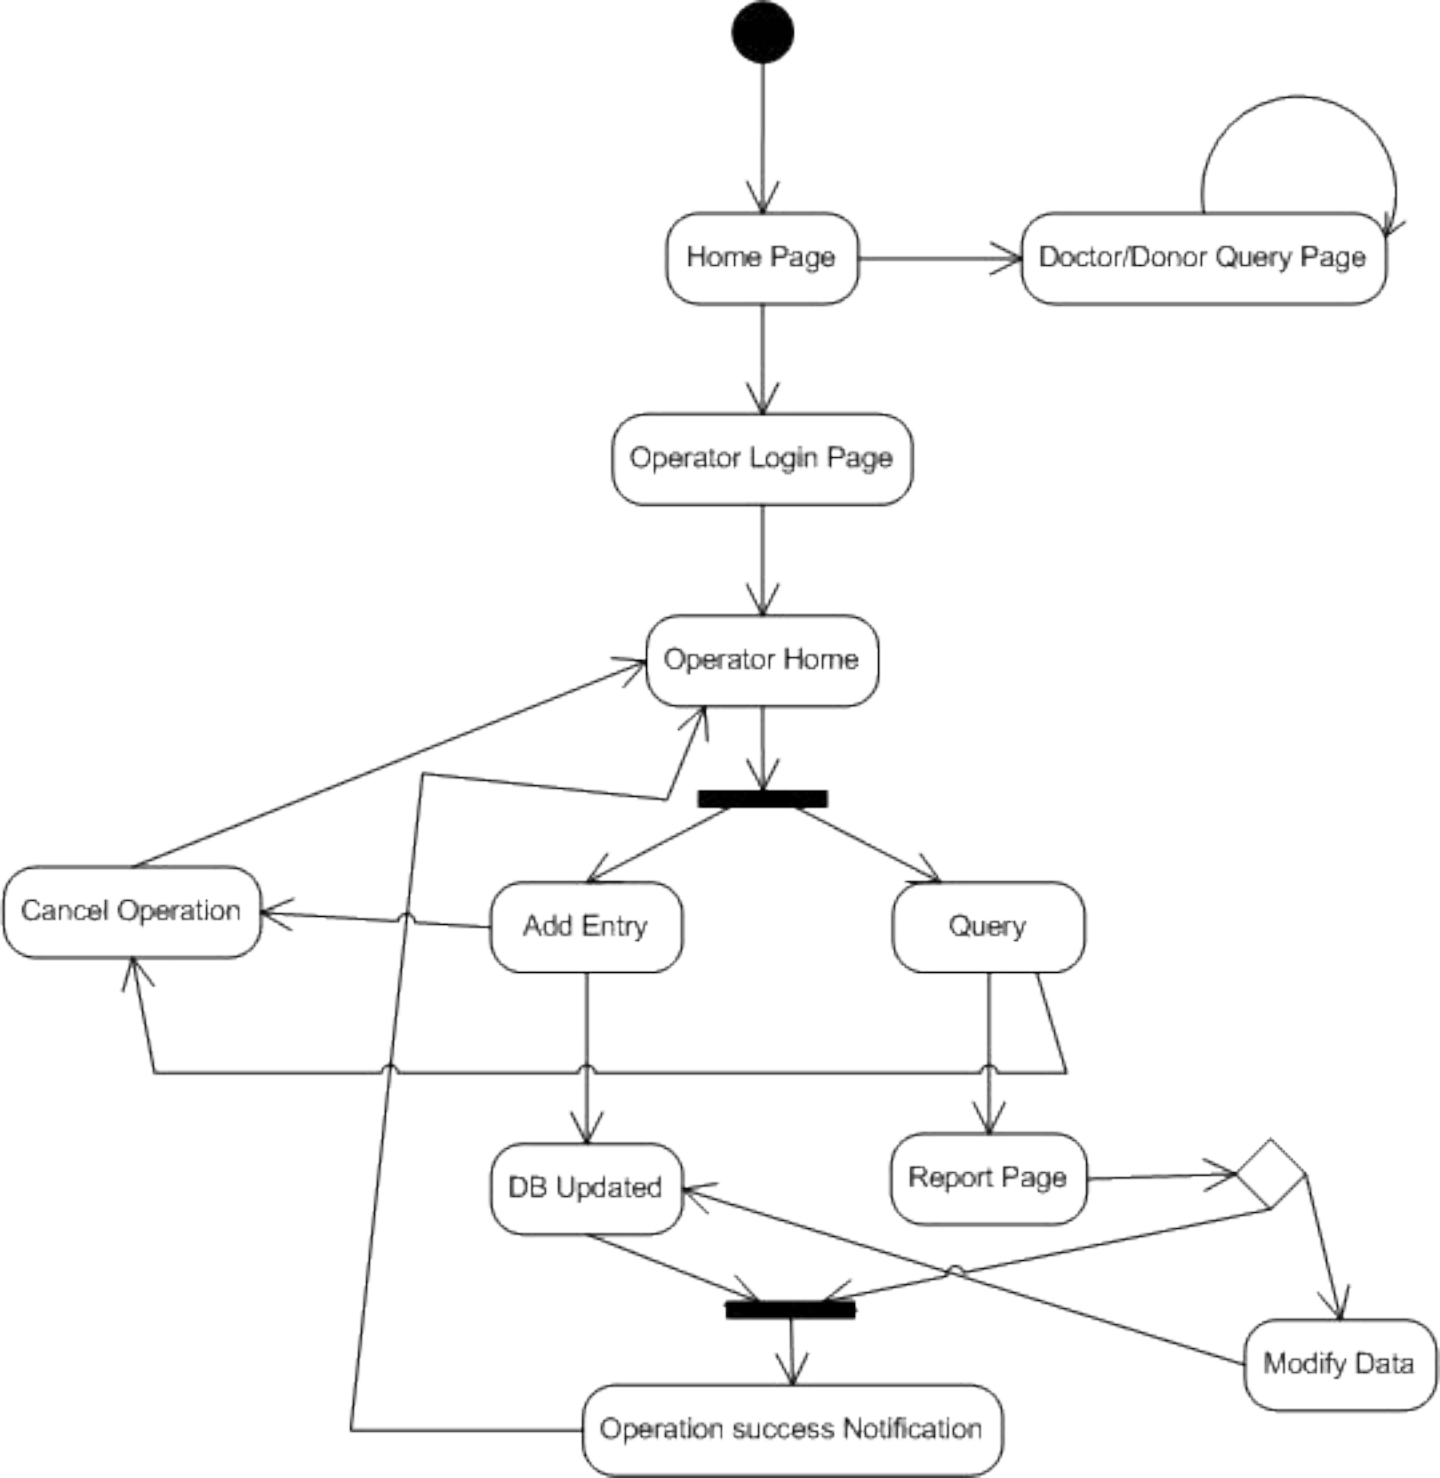 Home Page
Doctor/Donor Query Page
Operator Login Page
Operator Home
Cancel Operation
Add Entry
Query
DB Updated
Report Page
Modify Data
Operation success Notification